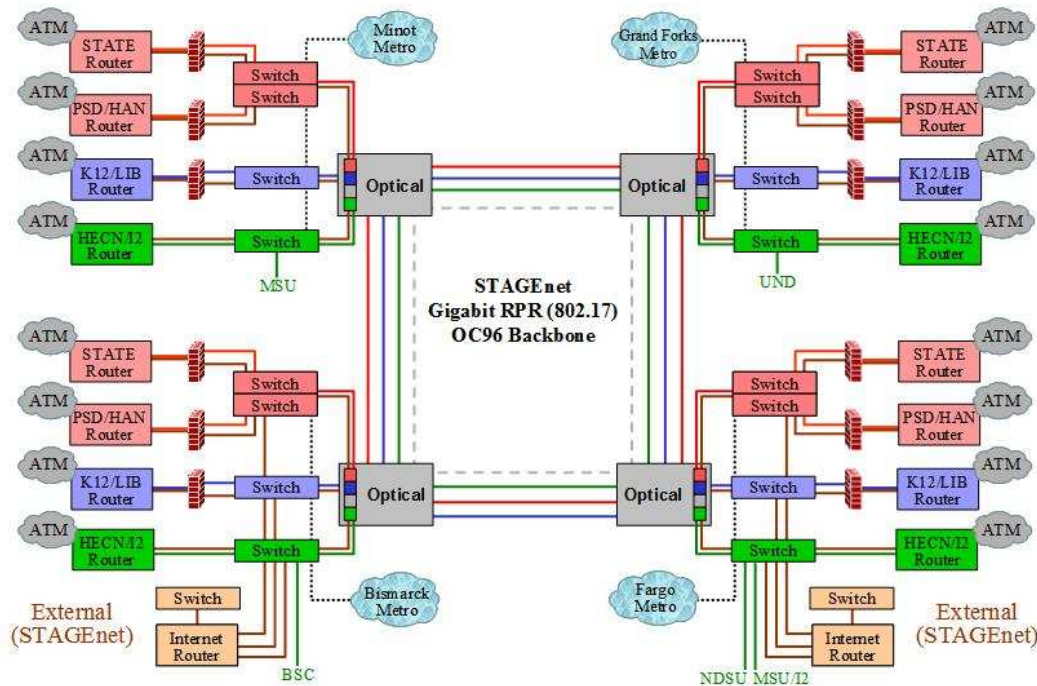 ATM
STATE
Router
ATM
PSD/HAN
Router
ATM
K12/LIB
Router
ATM
HECN/I2
Router
Switch
Switch
Switch
Switch
MSU
Minot
Metro
Optical
Grand Forks
Metro
Optical
Switch
Switch
Switch
Switch
UND
ATM
STATE
Router
ATM
PSD/HAN
Router
ATM
K12/LIB
Router
ATM
HECN/I2
Router
STAGEnet
Gigabit RPR (802.17)
OC96 Backbone
ATM
STATE
Router
ATM
PSD/HAN
Router
ATM
K12/LIB
Router
ATM
HECN/I2
Router
Switch
Switch
Switch
Switch
Optical
Bismarck
Metro
External
(STAGEnet)
Switch
Internet
Router
BSC
Optical
Switch
Switch
Switch
Switch
Fargo
Metro
NDSU MSU/I2
ATM
STATE
Router
ATM
PSD/HAN
Router
ATM
K12/LIB
Router
ATM
HECN/I2
Router
Switch
Internet
Router
External
(STAGEnet)